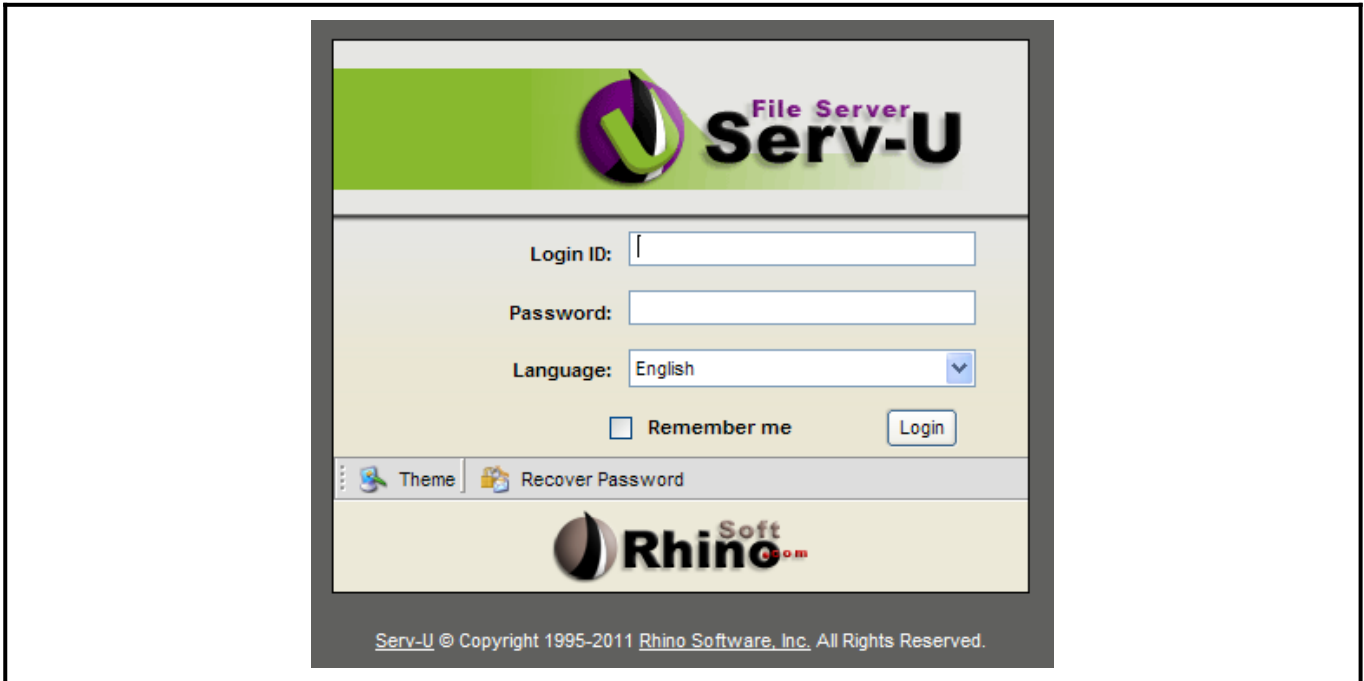 File Server
Serv-U
Login ID:
Password:
Language: English
Remember me Login
Theme Recover Password
Soft
Rhino.com
Serv-U © Copyright 1995-2011 Rhino Software, Inc. All Rights Reserved.